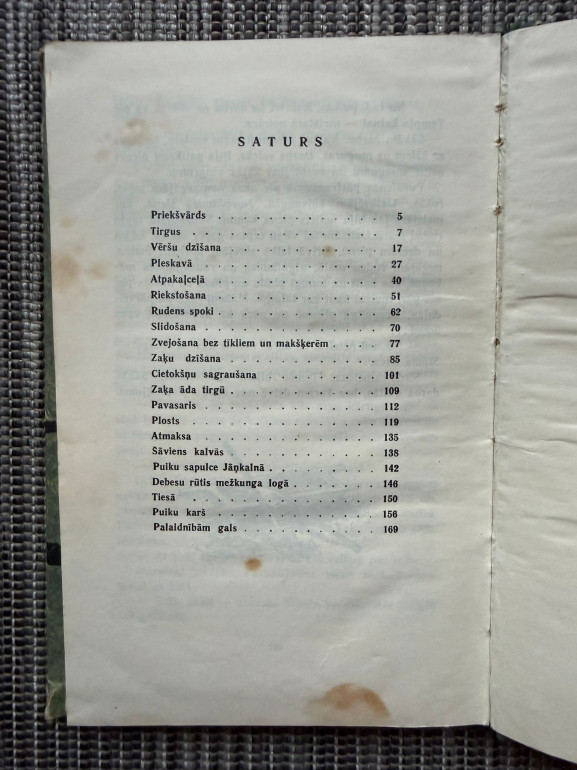 SATURS
Priekšvārds . . . . . . . . . . . . . 5
Tirgus . . . . . . . . . . . . . . 7
Vēršu dzīšana . . . . . . . . . . . . 17
Pleskavā . . . . . . . . . . . . . 27
Atpakaļceļā . . . . . . . . . . . . 40
Riekstošana . . . . . . . . . . . . 51
Rudens spoki . . . . . . . . . . . . 62
Slidošana . . . . . . . . . . . . . 70
Zvejošana bez tīkliem un makšķerēm . . . . 77
Zaķu dzīšana . . . . . . . . . . . 85
Cietokšņu sagraušana . . . . . . . . . 101
Zaķa āda tirgū . . . . . . . . . . . 109
Pavasaris . . . . . . . . . . . . . 112
Plosts . . . . . . . . . . . . . . 119
Atmaksa . . . . . . . . . . . . . 135
Šāviens kalvās . . . . . . . . . . . 138
Puiku sapulce Jāņkalnā . . . . . . . . 142
Debesu rūtis mežkunga logā . . . . . . . 146
Tiesā . . . . . . . . . . . . . . 150
Puiku karš . . . . . . . . . . . . 156
Palaidnībām gals . . . . . . . . . . 169